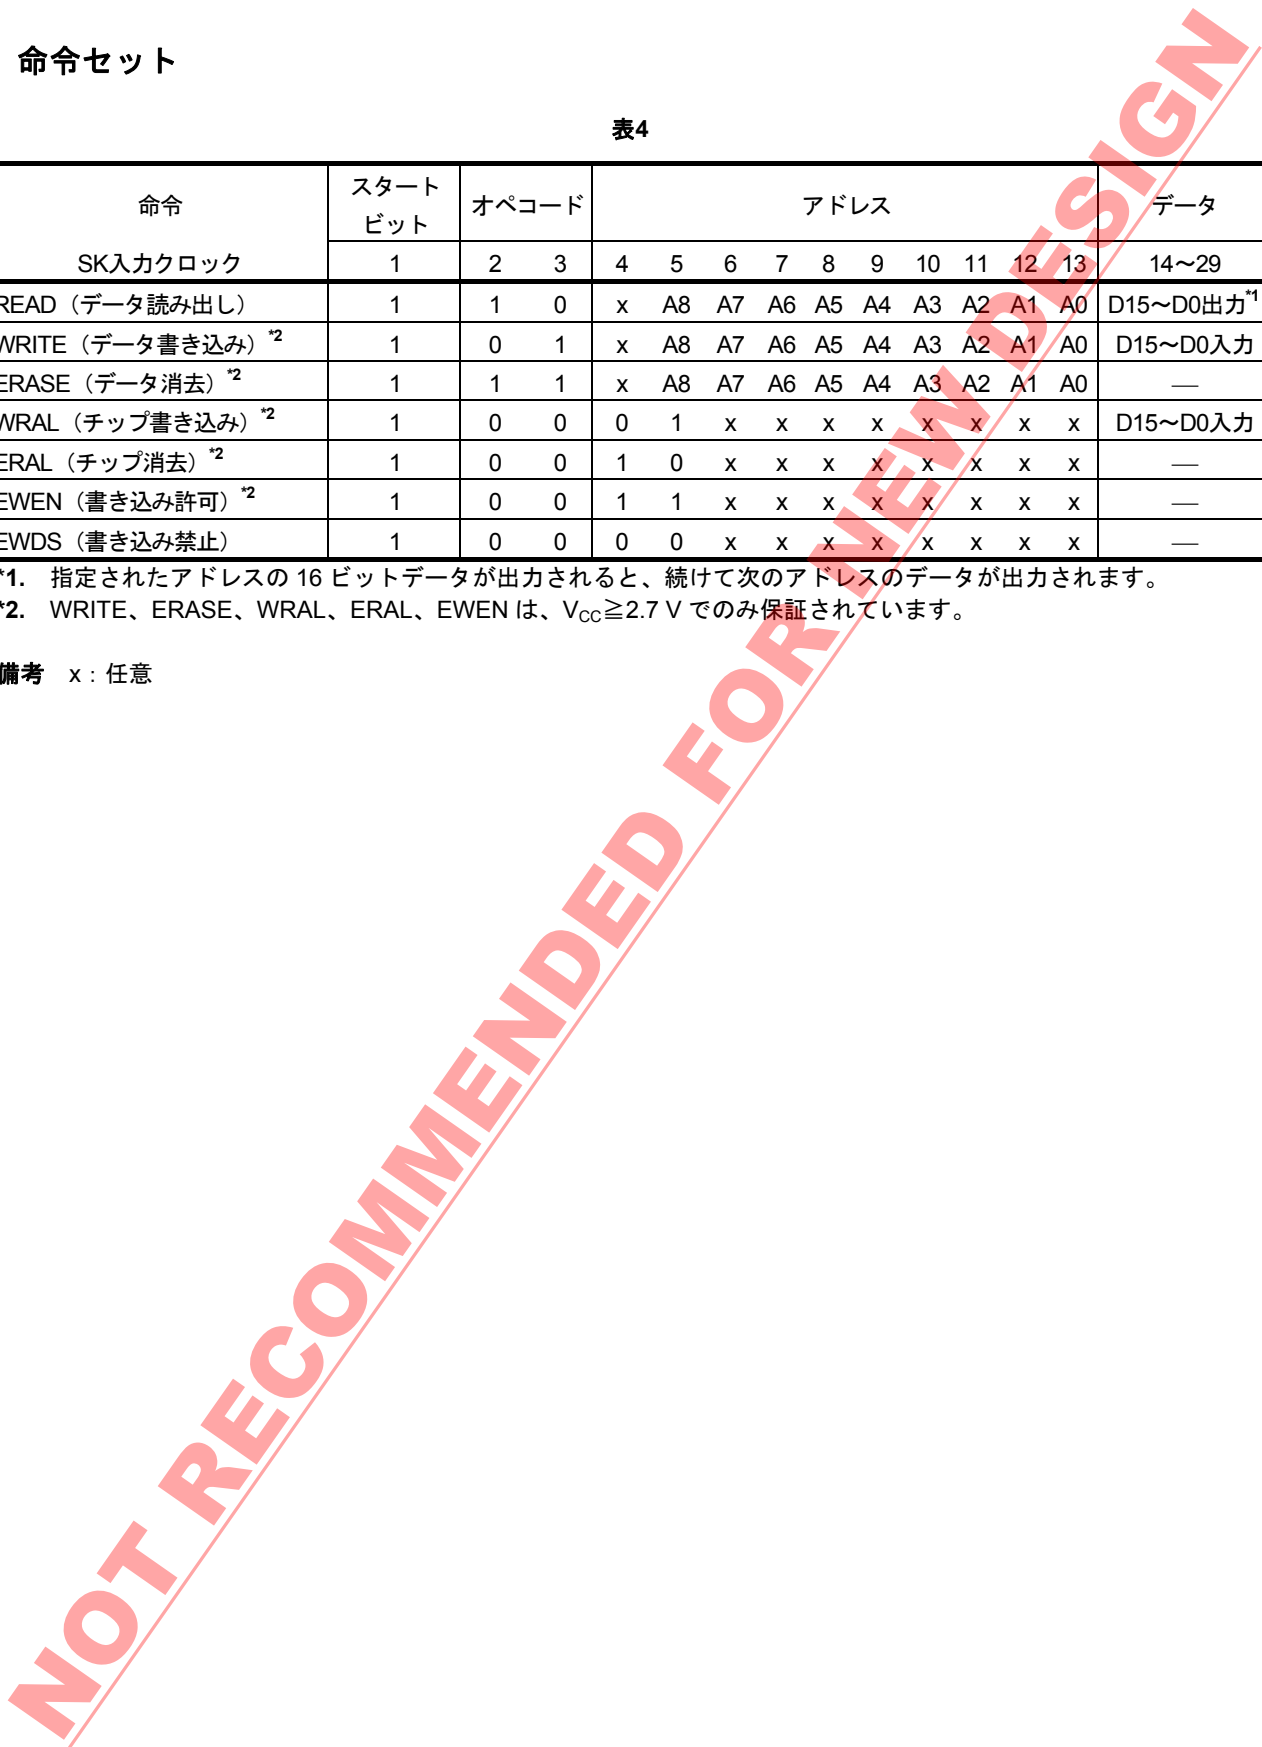 命令セット
表4
命令 スタートビット オペコード アドレス データ
SK入力クロック 1 2 3 4 5 6 7 8 9 10 11 12 13 14～29
READ（データ読み出し） 1 1 0 x A8 A7 A6 A5 A4 A3 A2 A1 A0 D15～D0出力*1
WRITE（データ書き込み）*2 1 0 1 x A8 A7 A6 A5 A4 A3 A2 A1 A0 D15～D0入力
ERASE（データ消去）*2 1 1 1 x A8 A7 A6 A5 A4 A3 A2 A1 A0 —
WRAL（チップ書き込み）*2 1 0 0 0 1 x x x x x x x x D15～D0入力
ERAL（チップ消去）*2 1 0 0 1 0 x x x x x x x x —
EWEN（書き込み許可）*2 1 0 0 1 1 x x x x x x x x —
EWDS（書き込み禁止） 1 0 0 0 0 x x x x x x x x —
*1. 指定されたアドレスの 16 ビットデータが出力されると、続けて次のアドレスのデータが出力されます。
*2. WRITE、ERASE、WRAL、ERAL、EWEN は、VCC≧2.7 V でのみ保証されています。
備考 x：任意
NOT RECOMMENDED FOR NEW DESIGN